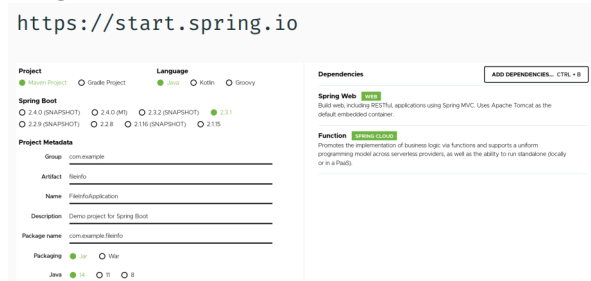 https://start.spring.io
Project
Maven Project Gradle Project
Language
Java Kotlin Groovy
Spring Boot
2.4.0 (SNAPSHOT) 2.4.0 (M1) 2.3.2 (SNAPSHOT) 2.3.1
2.2.9 (SNAPSHOT) 2.2.8 2.1.16 (SNAPSHOT) 2.1.15
Project Metadata
Group com.example
Artifact fileinfo
Name FileInfoApplication
Description Demo project for Spring Boot
Package name com.example.fileinfo
Packaging Jar War
Java 14 11 8
Dependencies
ADD DEPENDENCIES... CTRL + B
Spring Web WEB
Build web, including RESTful, applications using Spring MVC. Uses Apache Tomcat as the
default embedded container.
Function SPRING CLOUD
Promotes the implementation of business logic via functions and supports a uniform
programming model across serverless providers, as well as the ability to run standalone (locally
or in a PaaS).